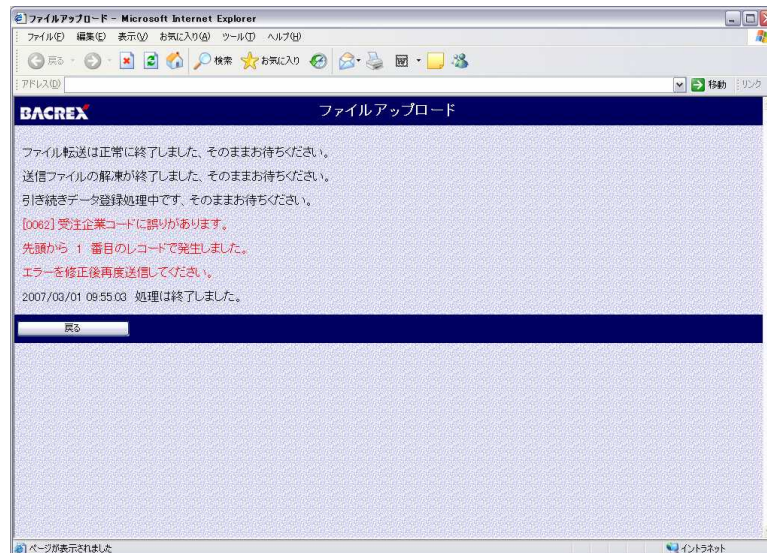 ファイルアップロード - Microsoft Internet Explorer
ファイル(F) 編集(E) 表示(V) お気に入り(A) ツール(T) ヘルプ(H)
戻る 検索 お気に入り
アドレス(D) 移動 リンク
BACREX ファイルアップロード
ファイル転送は正常に終了しました、そのままお待ちください。
送信ファイルの解凍が終了しました、そのままお待ちください。
引き続きデータ登録処理中です、そのままお待ちください。
[0062] 受注企業コードに誤りがあります。
先頭から 1 番目のレコードで発生しました。
エラーを修正後再度送信してください。
2007/03/01 09:55:03 処理は終了しました。
戻る
ページが表示されました イントラネット